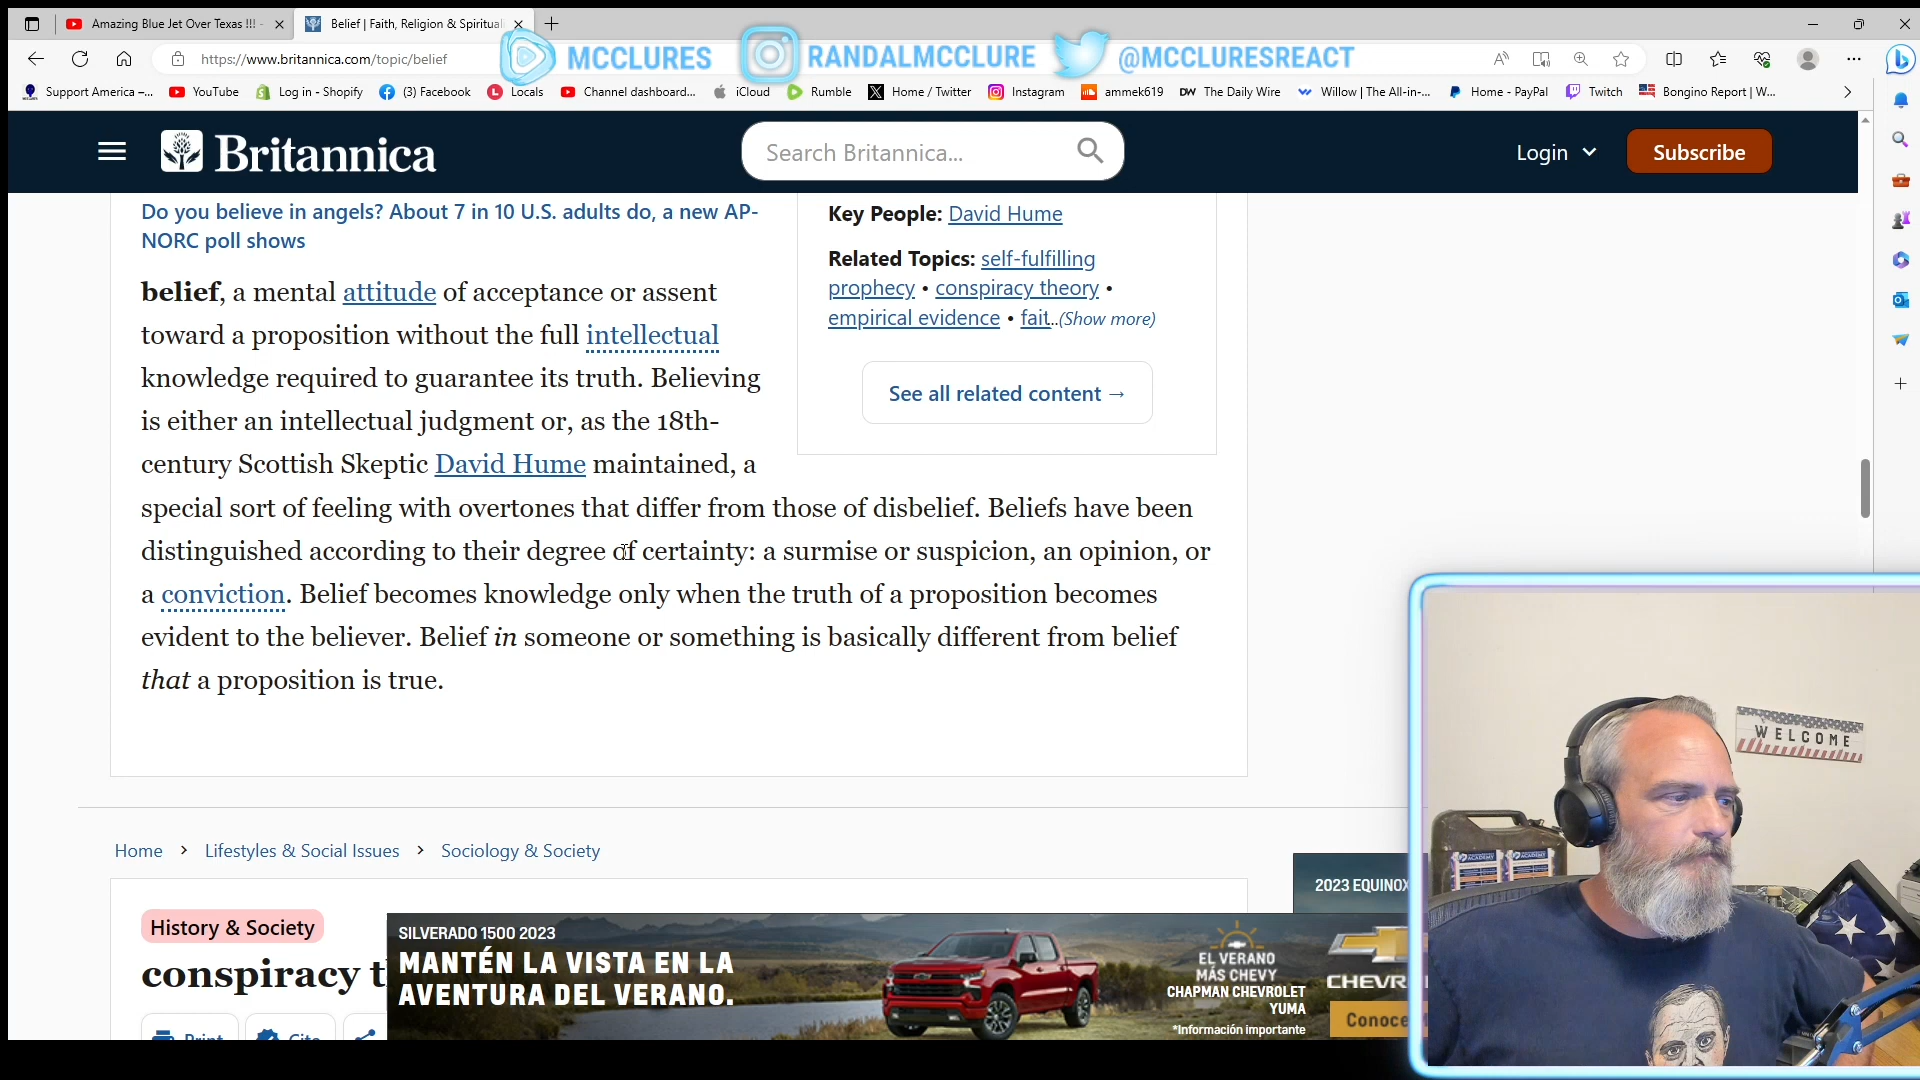 Amazing Blue Jet Over Texas !!! -
Belief | Faith, Religion & Spiritual
https://www.britannica.com/topic/belief
MCCLURES
RANDALMCCLURE
@MCCLURESREACT
Support America –...
YouTube
Log in - Shopify
(3) Facebook
Locals
Channel dashboard...
iCloud
Rumble
Home / Twitter
Instagram
ammek619
DW The Daily Wire
Willow | The All-in-...
Home - PayPal
Twitch
Bongino Report | W...
Britannica
Search Britannica...
Login
Subscribe
Do you believe in angels? About 7 in 10 U.S. adults do, a new AP-
NORC poll shows
Key People: David Hume
Related Topics: self-fulfilling
prophecy • conspiracy theory •
empirical evidence • fait...(Show more)
See all related content →
belief, a mental attitude of acceptance or assent
toward a proposition without the full intellectual
knowledge required to guarantee its truth. Believing
is either an intellectual judgment or, as the 18th-
century Scottish Skeptic David Hume maintained, a
special sort of feeling with overtones that differ from those of disbelief. Beliefs have been
distinguished according to their degree of certainty: a surmise or suspicion, an opinion, or
a conviction. Belief becomes knowledge only when the truth of a proposition becomes
evident to the believer. Belief in someone or something is basically different from belief
that a proposition is true.
Home > Lifestyles & Social Issues > Sociology & Society
2023 EQUINOX
History & Society
conspiracy t
Print
Cite
SILVERADO 1500 2023
MANTÉN LA VISTA EN LA
AVENTURA DEL VERANO.
EL VERANO
MÁS CHEVY
CHAPMAN CHEVROLET
YUMA
*Información importante
CHEVR
Conoce
WELCOME
ACADEMY
ACADEMY